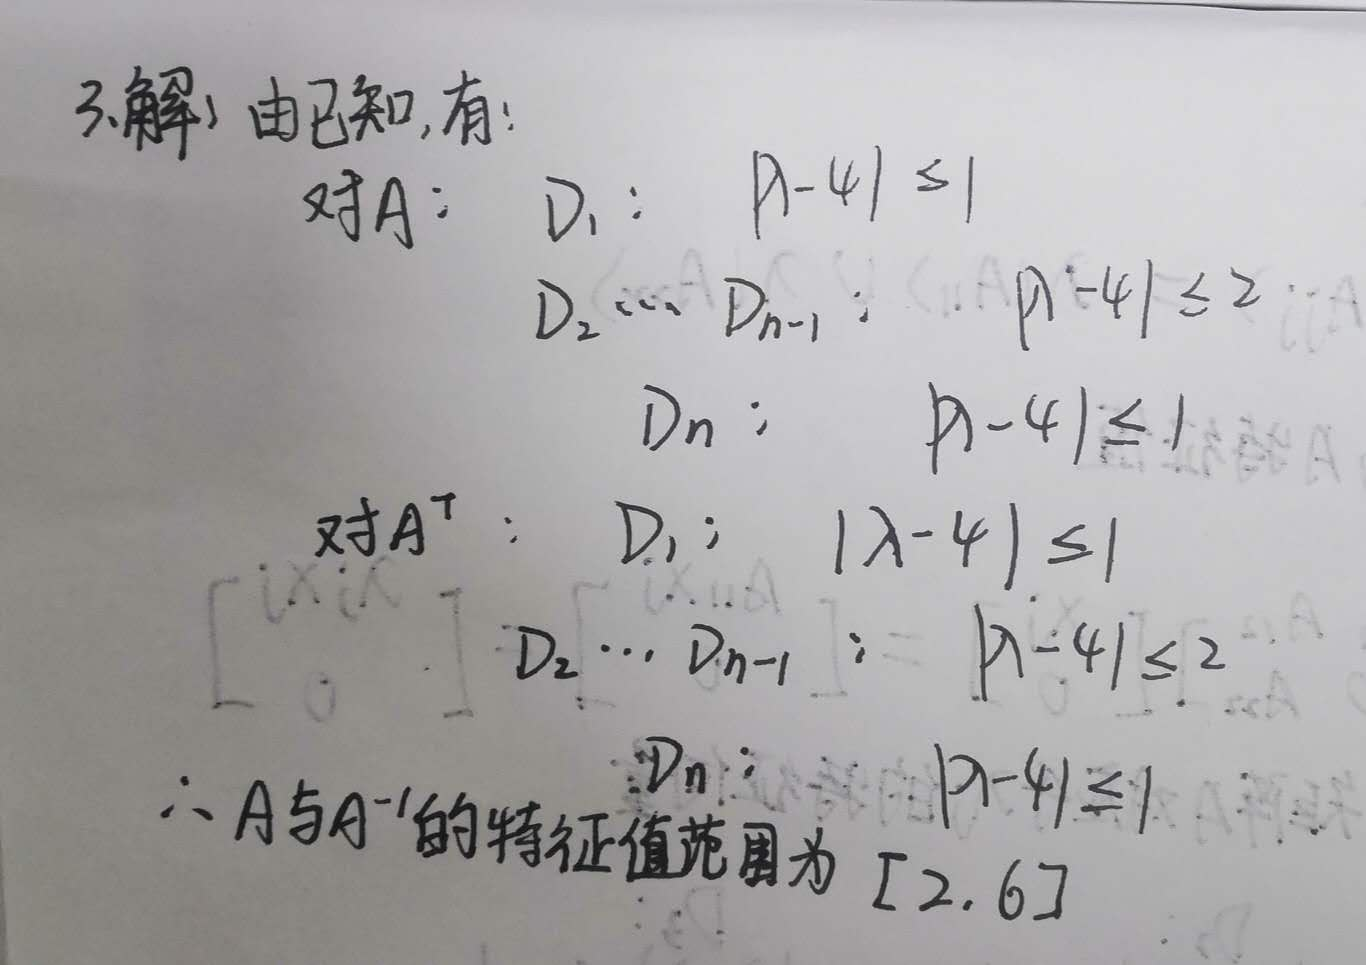 3.解: 由已知,有:
对A: D₁: |λ-4| ≤ 1
D₂ ··· Dₙ₋₁: |λ-4| ≤ 2
Dn: |λ-4| ≤ 1
对Aᵀ: D₁: |λ-4| ≤ 1
D₂ ··· Dₙ₋₁: |λ-4| ≤ 2
Dn: |λ-4| ≤ 1
∴ A与A⁻¹的特征值范围为 [2.6]